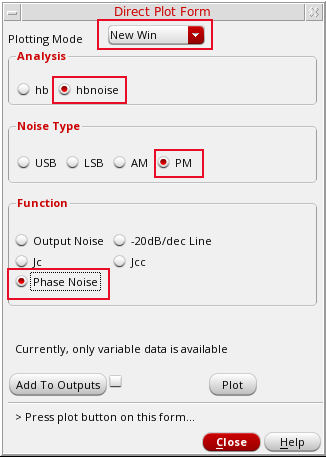 Direct Plot Form
Plotting Mode New Win
Analysis
hb hbnoise
Noise Type
USB LSB AM PM
Function
Output Noise -20dB/dec Line
Jc Jcc
Phase Noise
Currently, only variable data is available
Add To Outputs Plot
> Press plot button on this form...
Close Help